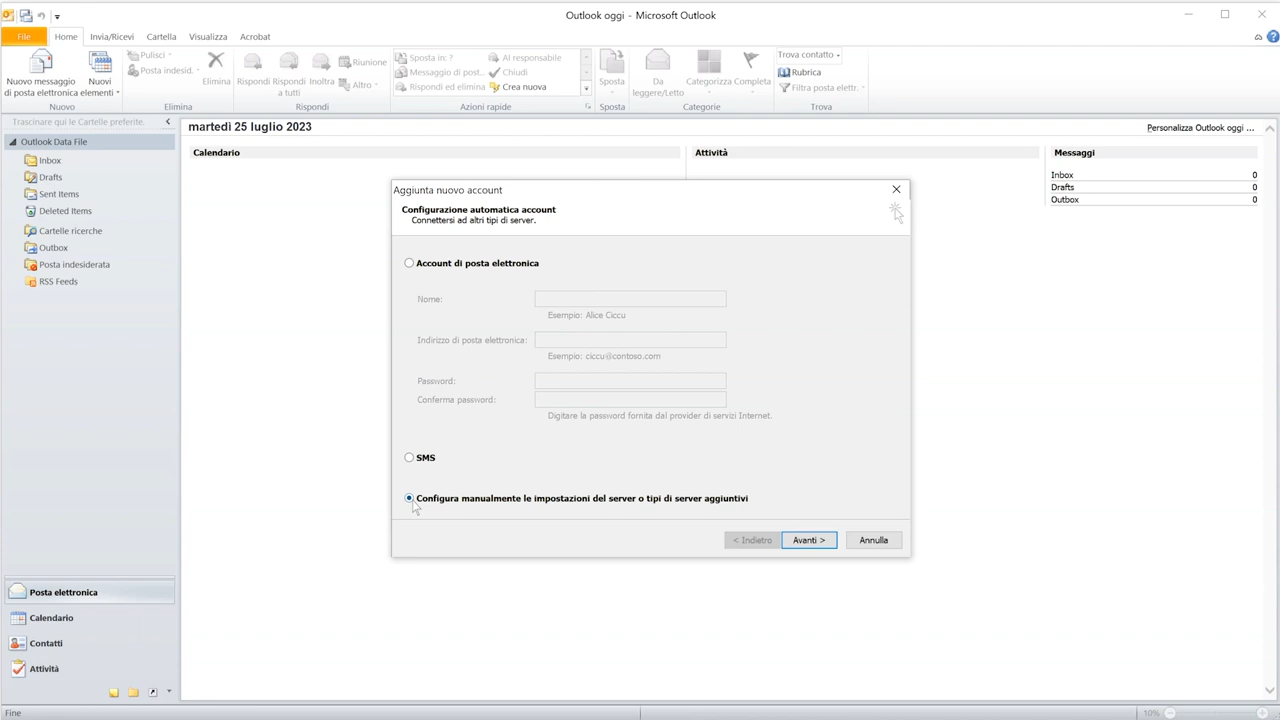 Outlook oggi - Microsoft Outlook
File Home Invia/Ricevi Cartella Visualizza Acrobat
Nuovo messaggio di posta elettronica
Nuovi elementi
Nuovo
Pulisci
Posta indesid.
Elimina
Elimina
Rispondi
Rispondi a tutti
Inoltra
Riunione
Altro
Rispondi
Sposta in: ?
Messaggio di post...
Rispondi ed elimina
Al responsabile
Chiudi
Crea nuova
Azioni rapide
Sposta
Sposta
Da leggere/Letto
Categorizza
Completa
Categorie
Trova contatto
Rubrica
Filtra posta elettr.
Trova
Trascinare qui le Cartelle preferite.
Outlook Data File
Inbox
Drafts
Sent Items
Deleted Items
Cartelle ricerche
Outbox
Posta indesiderata
RSS Feeds
Posta elettronica
Calendario
Contatti
Attività
martedì 25 luglio 2023
Personalizza Outlook oggi ...
Calendario
Attività
Messaggi
Inbox 0
Drafts 0
Outbox 0
Aggiunta nuovo account
Configurazione automatica account
Connettersi ad altri tipi di server.
Account di posta elettronica
Nome:
Esempio: Alice Ciccu
Indirizzo di posta elettronica:
Esempio: ciccu@contoso.com
Password:
Conferma password:
Digitare la password fornita dal provider di servizi Internet.
SMS
Configura manualmente le impostazioni del server o tipi di server aggiuntivi
< Indietro Avanti > Annulla
Fine 10%